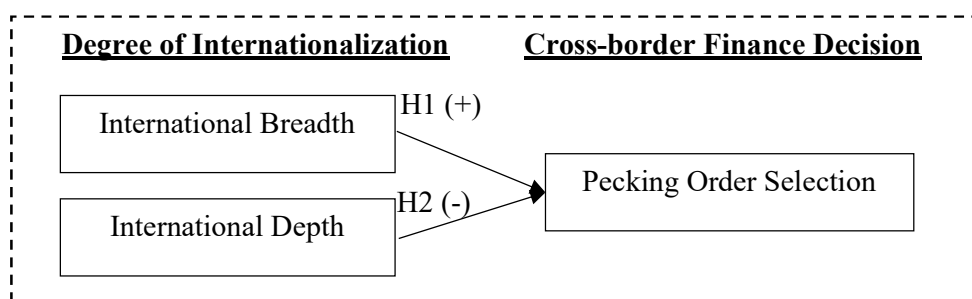 Degree of Internationalization
Cross-border Finance Decision
International Breadth
H1 (+)
Pecking Order Selection
H2 (-)
International Depth